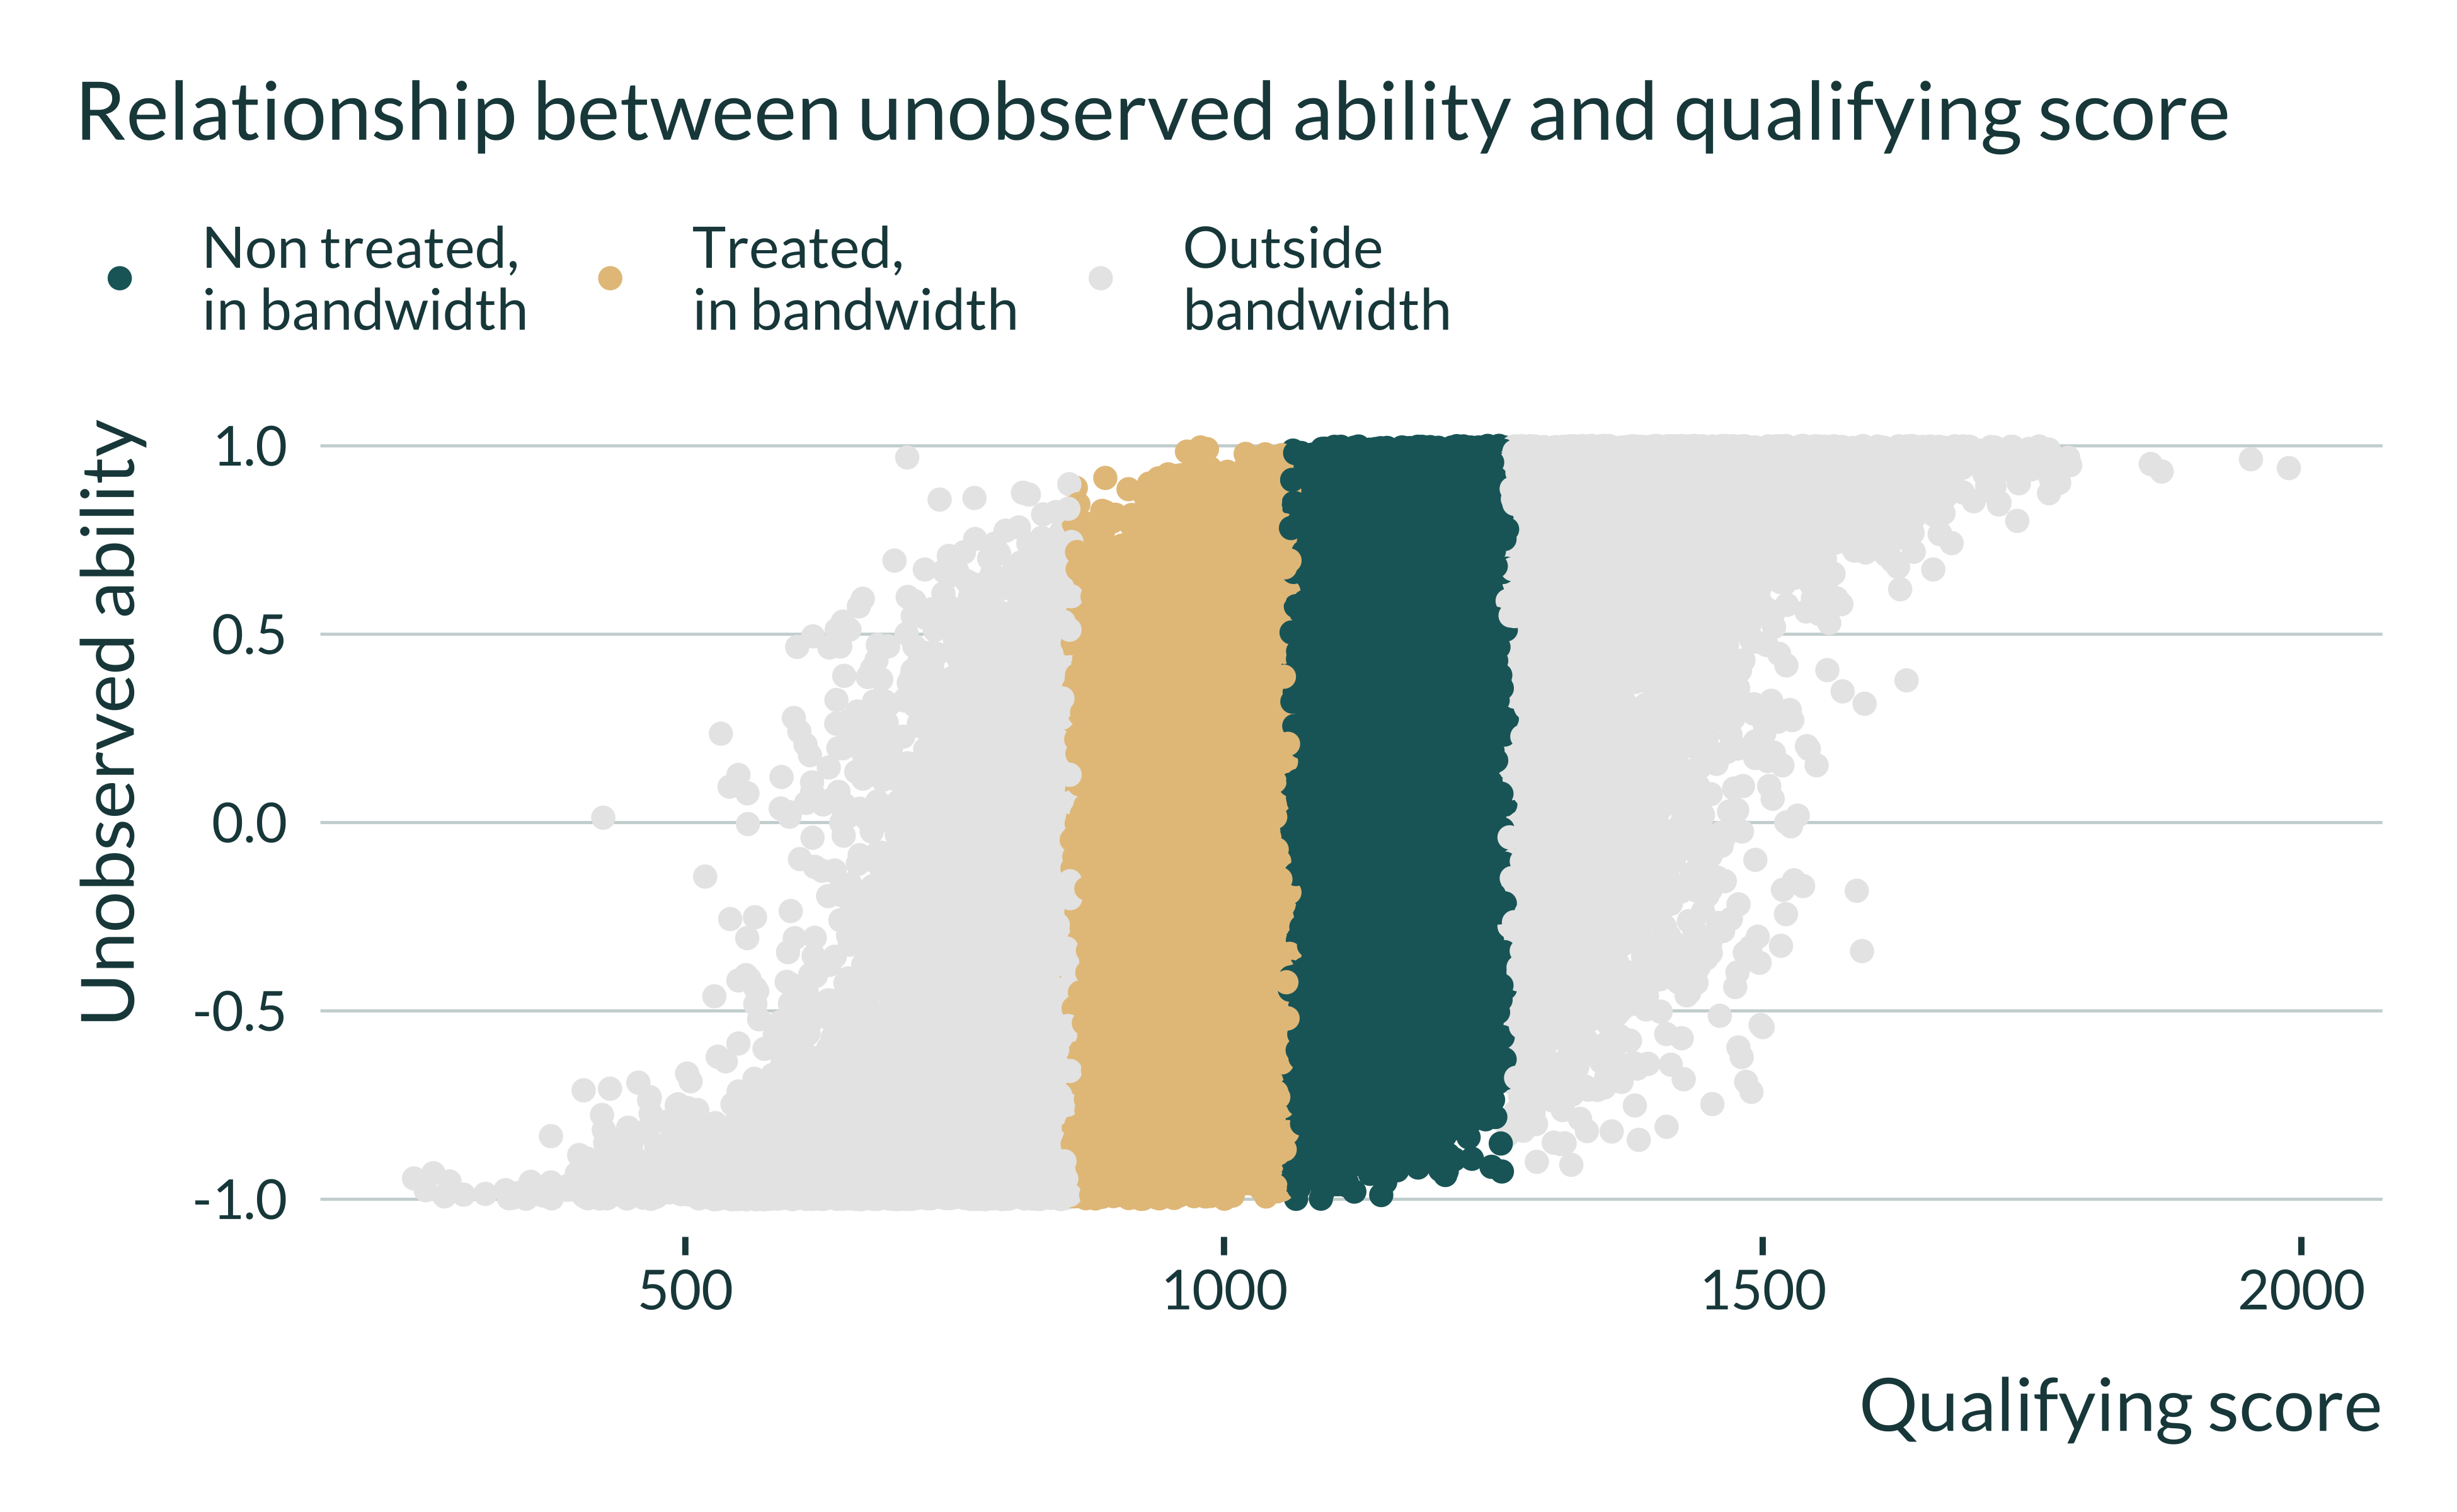 Relationship between unobserved ability and qualifying score
Non treated,
in bandwidth
Treated,
in bandwidth
Outside
bandwidth
Unobserved ability
1.0
0.5
0.0
-0.5
-1.0
500
1000
1500
2000
Qualifying score